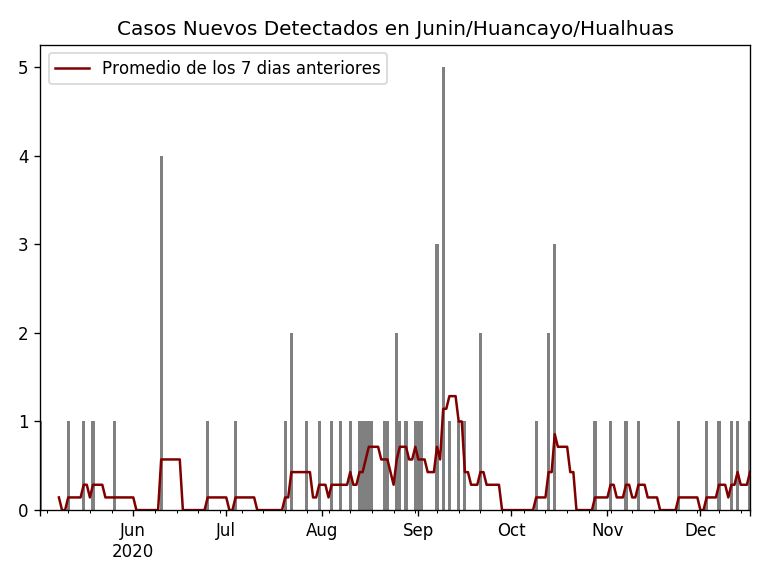 Casos Nuevos Detectados en Junin/Huancayo/Hualhuas
Promedio de los 7 dias anteriores
5
4
3
2
1
0
Jun Jul Aug Sep Oct Nov Dec
2020